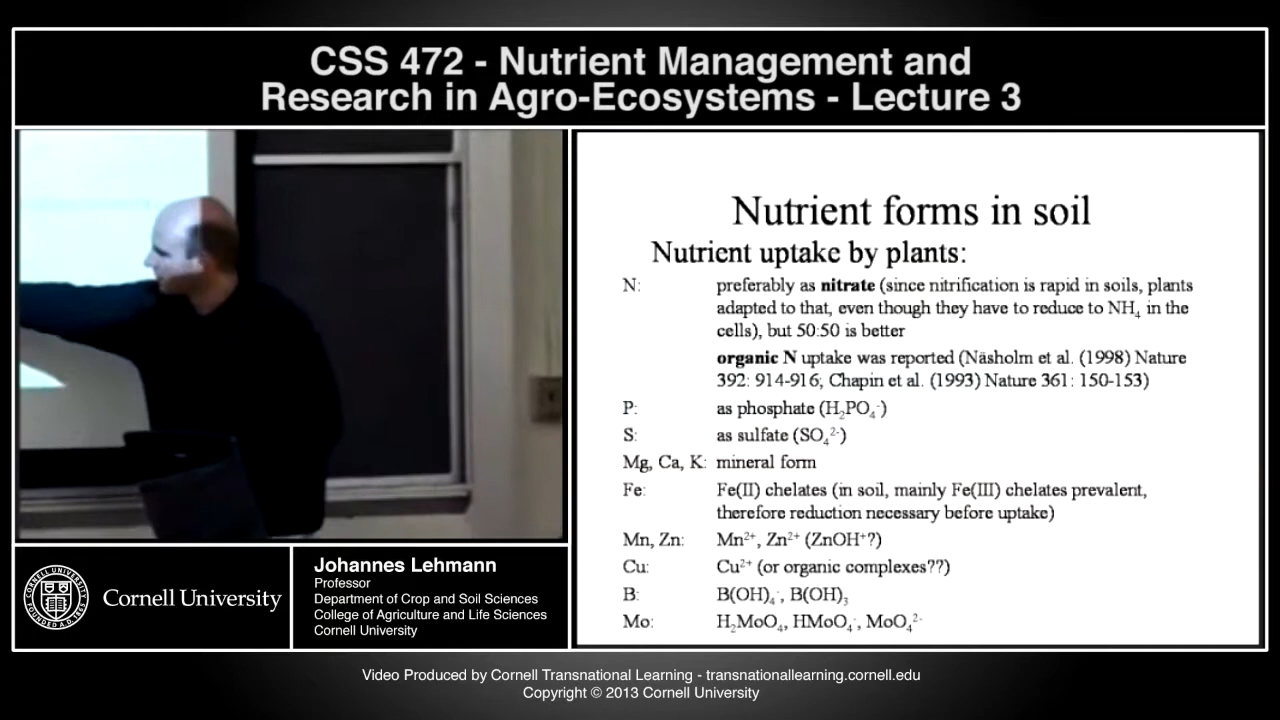 CSS 472 - Nutrient Management and
Research in Agro-Ecosystems - Lecture 3
Nutrient forms in soil
Nutrient uptake by plants:
N: preferably as nitrate (since nitrification is rapid in soils, plants
adapted to that, even though they have to reduce to NH₄ in the
cells), but 50:50 is better
organic N uptake was reported (Näsholm et al. (1998) Nature
392: 914-916; Chapin et al. (1993) Nature 361: 150-153)
P: as phosphate (H₂PO₄⁻)
S: as sulfate (SO₄²⁻)
Mg, Ca, K: mineral form
Fe: Fe(II) chelates (in soil, mainly Fe(III) chelates prevalent,
therefore reduction necessary before uptake)
Mn, Zn: Mn²⁺, Zn²⁺ (ZnOH⁺?)
Cu: Cu²⁺ (or organic complexes??)
B: B(OH)₄⁻, B(OH)₃
Mo: H₂MoO₄, HMoO₄⁻, MoO₄²⁻
Cornell University
Johannes Lehmann
Professor
Department of Crop and Soil Sciences
College of Agriculture and Life Sciences
Cornell University
Video Produced by Cornell Transnational Learning - transnationallearning.cornell.edu
Copyright © 2013 Cornell University